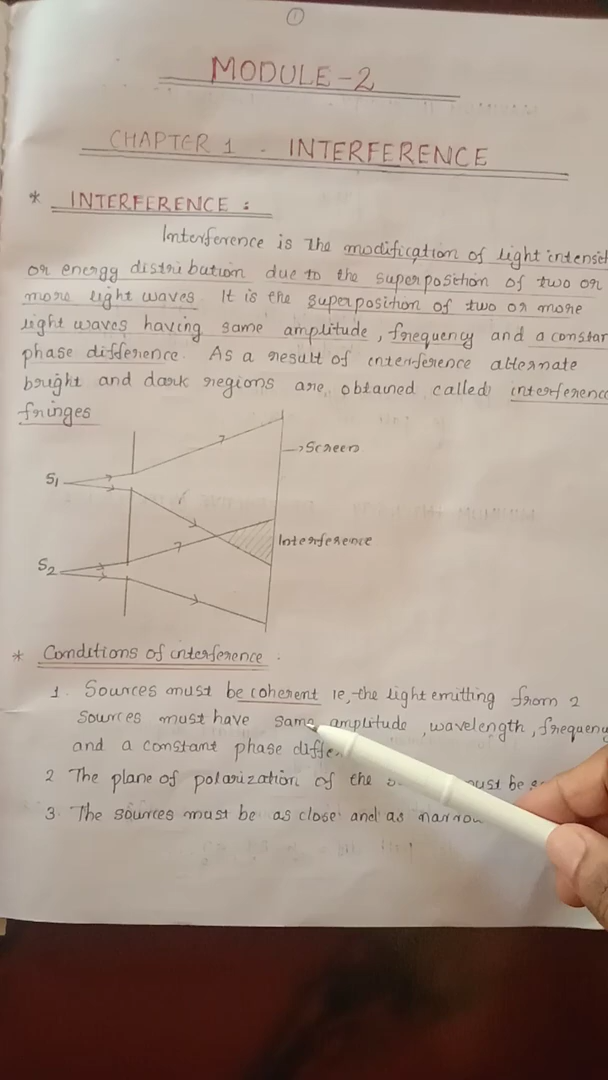 1
MODULE-2
CHAPTER 1 - INTERFERENCE
* INTERFERENCE :
Interference is the modification of light intensit
or energy distribution due to the superposition of two or
more light waves. It is the superposition of two or more
light waves having same amplitude, frequency and a constan
phase difference. As a result of interference alternate
bright and dark regions are obtained called interference
fringes
S1
→ Screen
S2
Interference
* Conditions of interference.
1. Sources must be coherent ie, the light emitting from 2
sources must have same amplitude, wavelength, frequency
and a constant phase diffe
2 The plane of polarization of the must be
3. The sources must be as close and as narrow